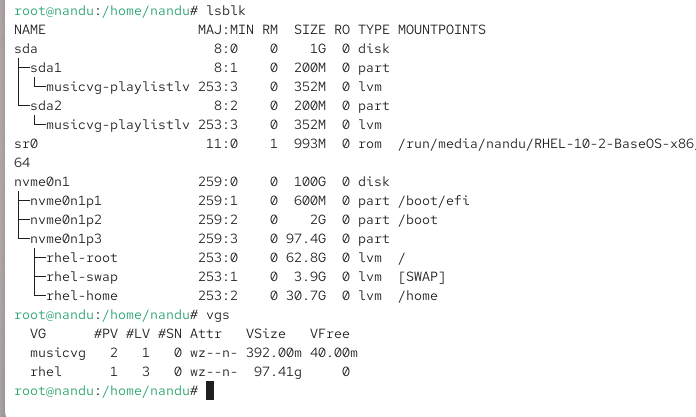 root@nandu:/home/nandu# lsblk
NAME                   MAJ:MIN RM   SIZE RO TYPE MOUNTPOINTS
sda                      8:0    0     1G  0 disk
├─sda1                   8:1    0   200M  0 part
│ └─musicvg-playlistlv 253:3    0   352M  0 lvm
└─sda2                   8:2    0   200M  0 part
  └─musicvg-playlistlv 253:3    0   352M  0 lvm
sr0                     11:0    1   993M  0 rom  /run/media/nandu/RHEL-10-2-BaseOS-x86_
64
nvme0n1                259:0    0   100G  0 disk
├─nvme0n1p1            259:1    0   600M  0 part /boot/efi
├─nvme0n1p2            259:2    0     2G  0 part /boot
└─nvme0n1p3            259:3    0  97.4G  0 part
  ├─rhel-root          253:0    0  62.8G  0 lvm  /
  ├─rhel-swap          253:1    0   3.9G  0 lvm  [SWAP]
  └─rhel-home          253:2    0  30.7G  0 lvm  /home
root@nandu:/home/nandu# vgs
  VG      #PV #LV #SN Attr   VSize   VFree
  musicvg   2   1   0 wz--n- 392.00m 40.00m
  rhel      1   3   0 wz--n-  97.41g     0
root@nandu:/home/nandu#